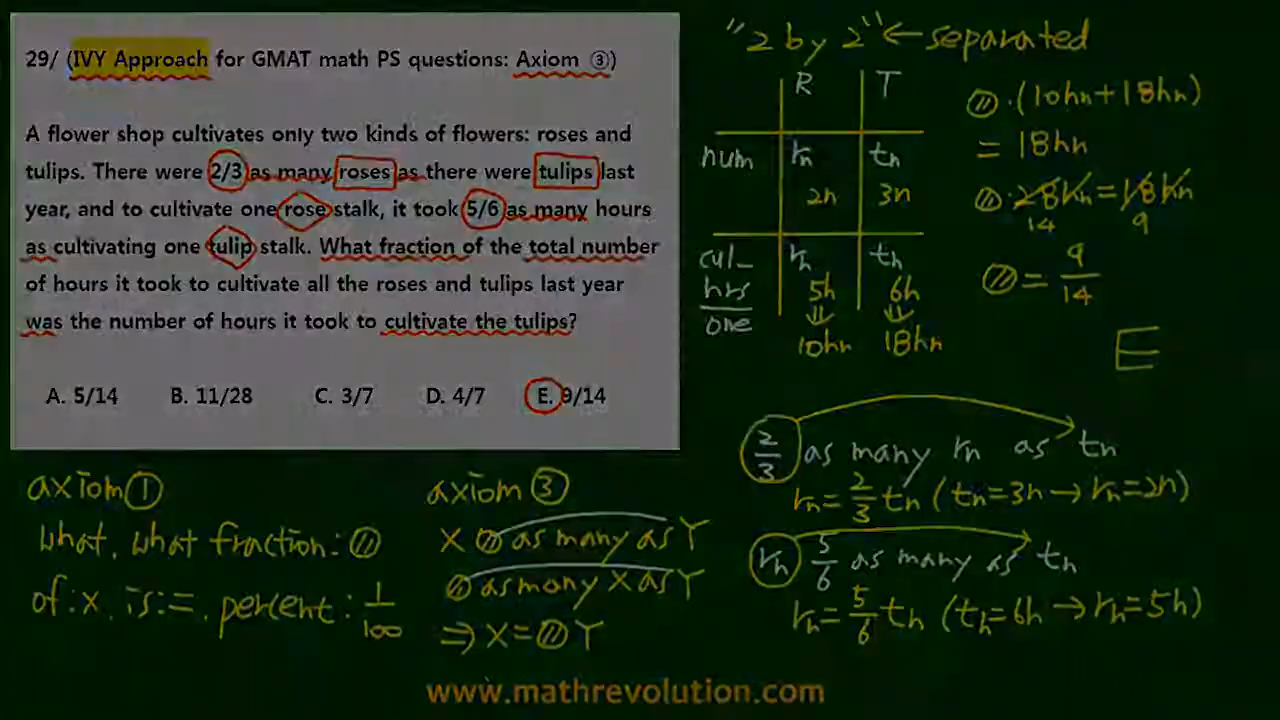 29/ (IVY Approach for GMAT math PS questions: Axiom ③)
A flower shop cultivates only two kinds of flowers: roses and
tulips. There were 2/3 as many roses as there were tulips last
year, and to cultivate one rose stalk, it took 5/6 as many hours
as cultivating one tulip stalk. What fraction of the total number
of hours it took to cultivate all the roses and tulips last year
was the number of hours it took to cultivate the tulips?
A. 5/14 B. 11/28 C. 3/7 D. 4/7 E. 9/14
"2 by 2" ← separated
R T
num rn tn
2n 3n
cul_ rh th
hrs 5h 6h
one ⇓ ⇓
10hn 18hn
⓪·(10hn+18hn)
= 18hn
⓪·28hn=18hn
14 9
⓪= 9/14
E
2/3 as many rn as tn
rn = 2/3 tn (tn=3n → rn=2n)
rh 5/6 as many as th
rh = 5/6 th (th=6h → rh=5h)
axiom ①
what, what fraction: ⓪
of: x, is: =, percent: 1/100
axiom ③
X ⓪ as many as Y
⓪ as many X as Y
⇒ X=⓪Y
www.mathrevolution.com